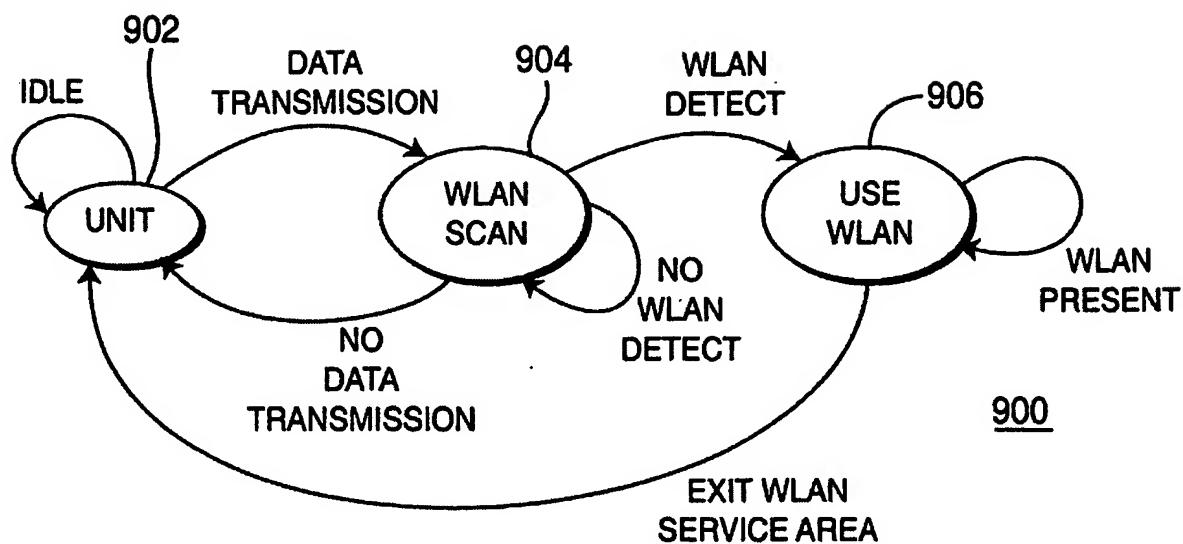 902
IDLE
DATA
TRANSMISSION
904
WLAN
DETECT
906
UNIT
WLAN
SCAN
USE
WLAN
NO
WLAN
DETECT
WLAN
PRESENT
NO
DATA
TRANSMISSION
900
EXIT WLAN
SERVICE AREA